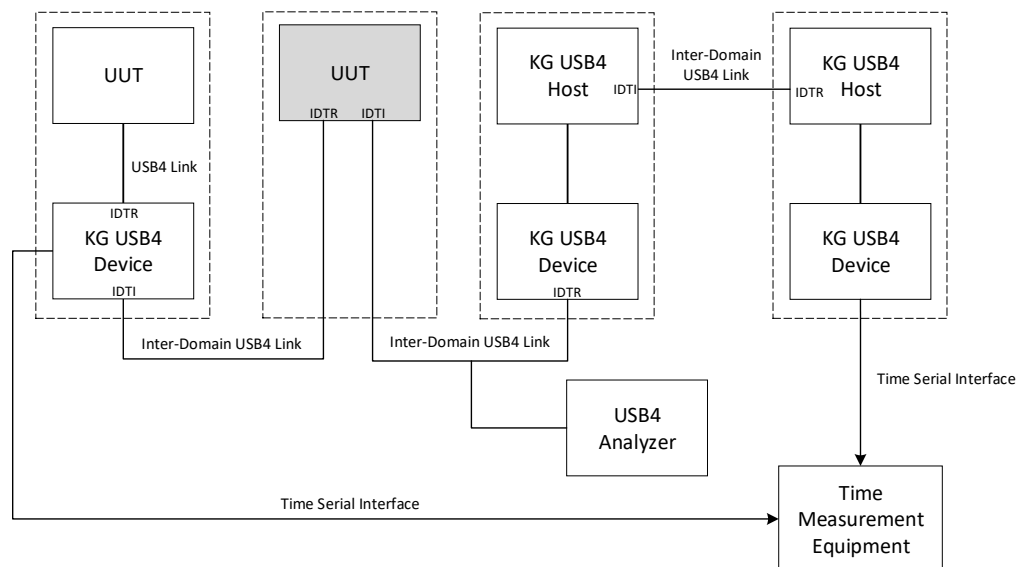 UUT
UUT
IDTR
IDTI
KG USB4
Host
IDTI
Inter-Domain
USB4 Link
KG USB4
Host
IDTR
USB4 Link
IDTR
KG USB4
Device
IDTI
KG USB4
Device
IDTR
KG USB4
Device
Inter-Domain USB4 Link
Inter-Domain USB4 Link
Time Serial Interface
USB4
Analyzer
Time Serial Interface
Time
Measurement
Equipment